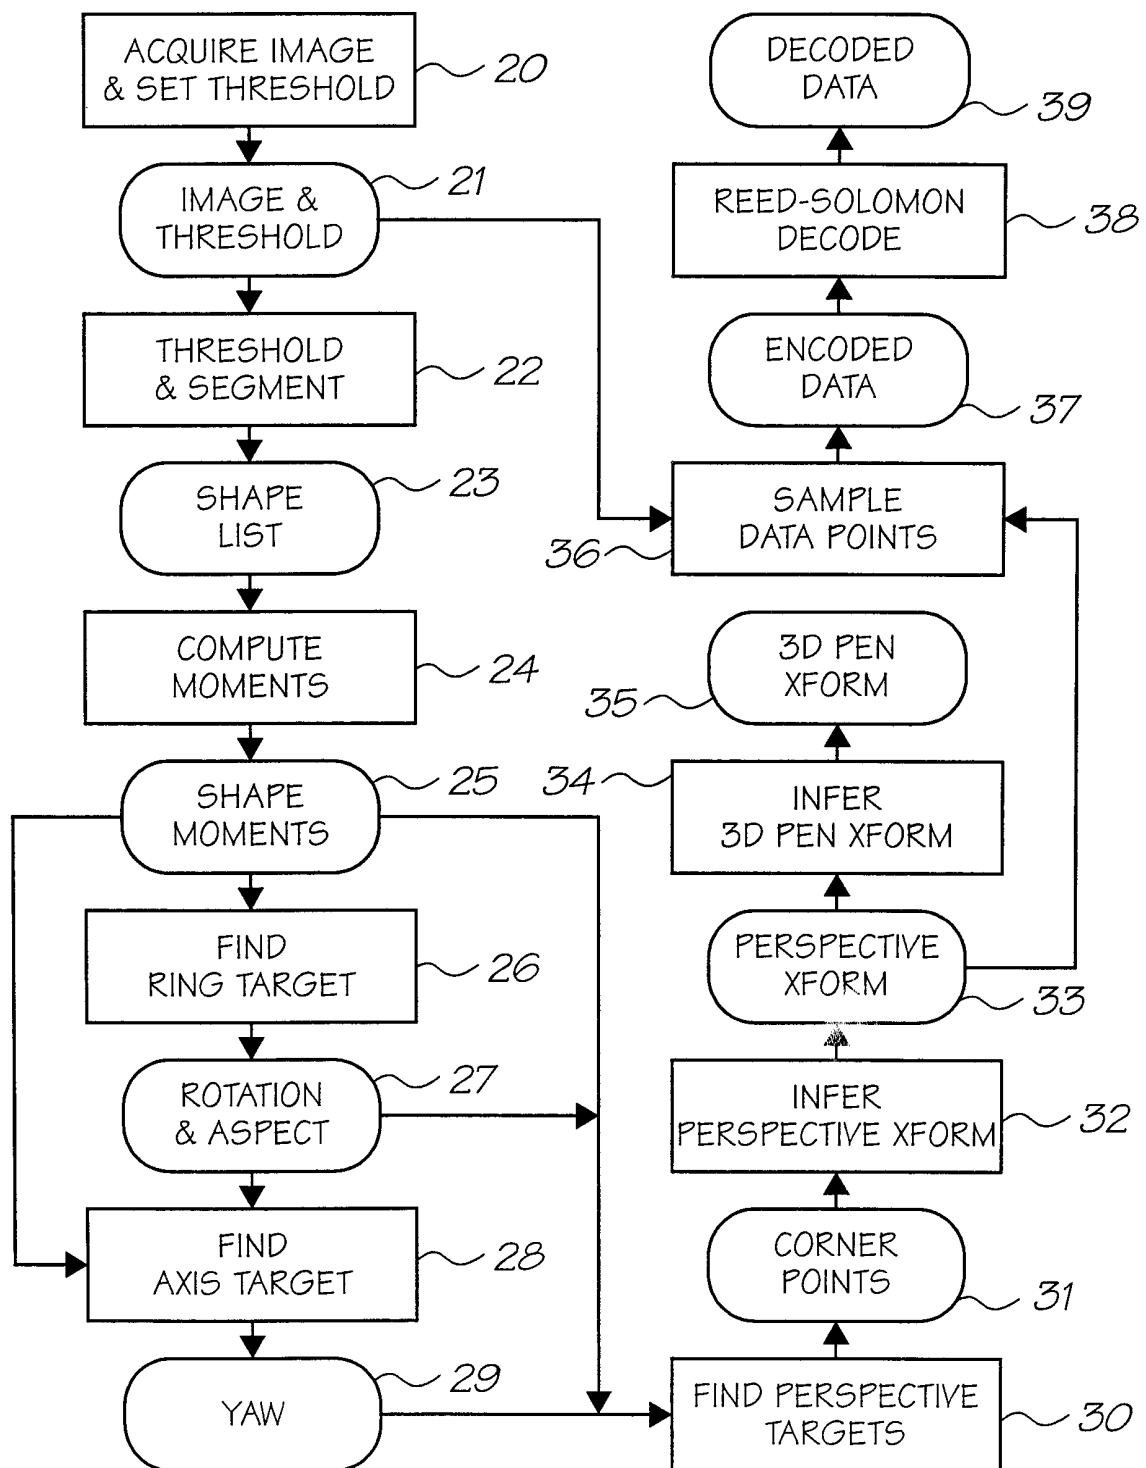 ACQUIRE IMAGE
& SET THRESHOLD
20
IMAGE &
THRESHOLD
21
THRESHOLD
& SEGMENT
22
SHAPE
LIST
23
COMPUTE
MOMENTS
24
SHAPE
MOMENTS
25
FIND
RING TARGET
26
ROTATION
& ASPECT
27
FIND
AXIS TARGET
28
YAW
29
FIND PERSPECTIVE
TARGETS
30
CORNER
POINTS
31
INFER
PERSPECTIVE XFORM
32
PERSPECTIVE
XFORM
33
INFER
3D PEN XFORM
34
3D PEN
XFORM
35
SAMPLE
DATA POINTS
36
ENCODED
DATA
37
REED-SOLOMON
DECODE
38
DECODED
DATA
39